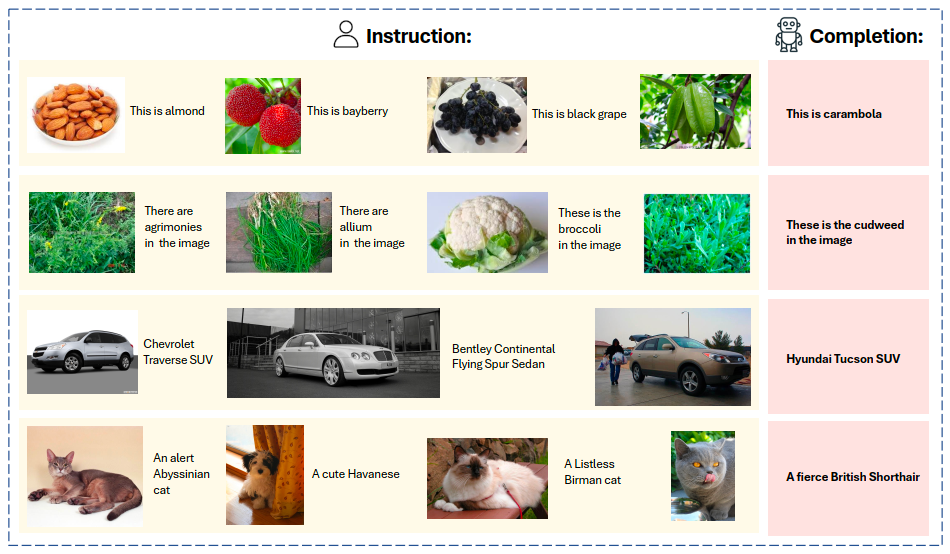 Instruction:
Completion:
This is almond
This is bayberry
This is black grape
This is carambola
There are
agrimonies
in the image
There are
allium
in the image
These is the
broccoli
in the image
These is the cudweed
in the image
Chevrolet
Traverse SUV
Bentley Continental
Flying Spur Sedan
Hyundai Tucson SUV
An alert
Abyssinian
cat
A cute Havanese
A Listless
Birman cat
A fierce British Shorthair